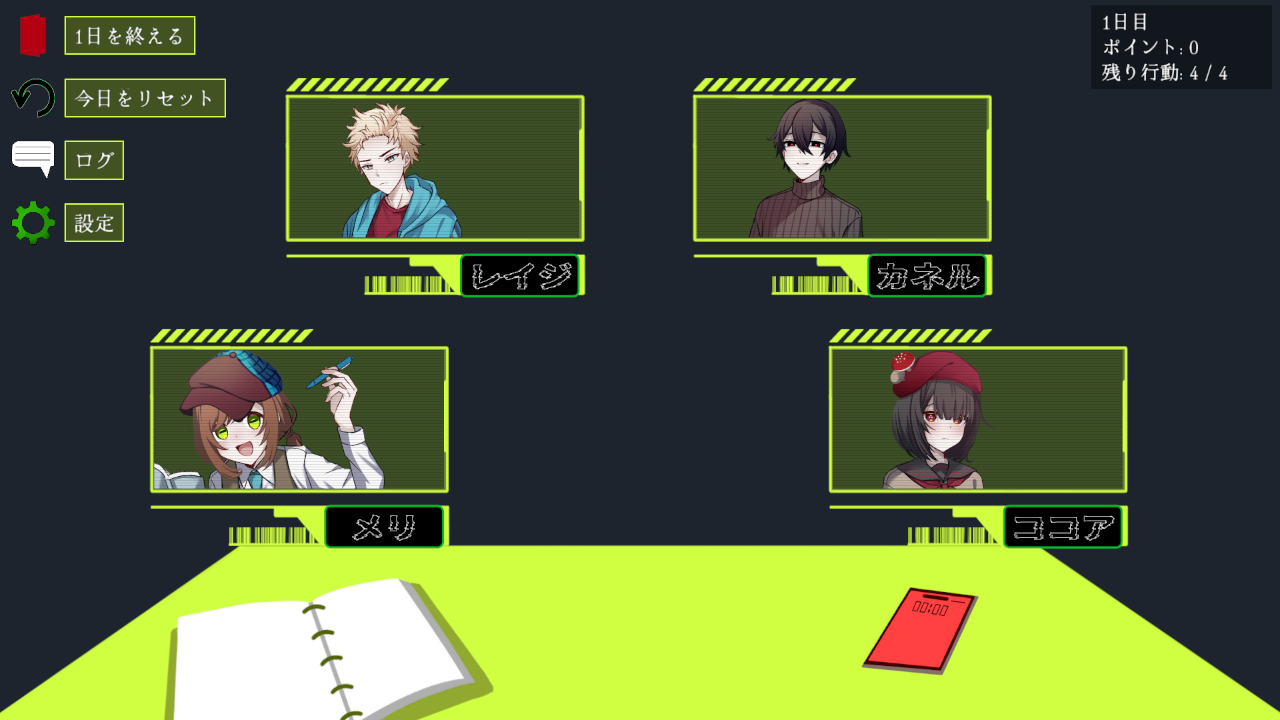 1日を終える
今日をリセット
ログ
設定
1日目
ポイント: 0
残り行動: 4 / 4
レイジ
カネル
メリ
ココア
00:00